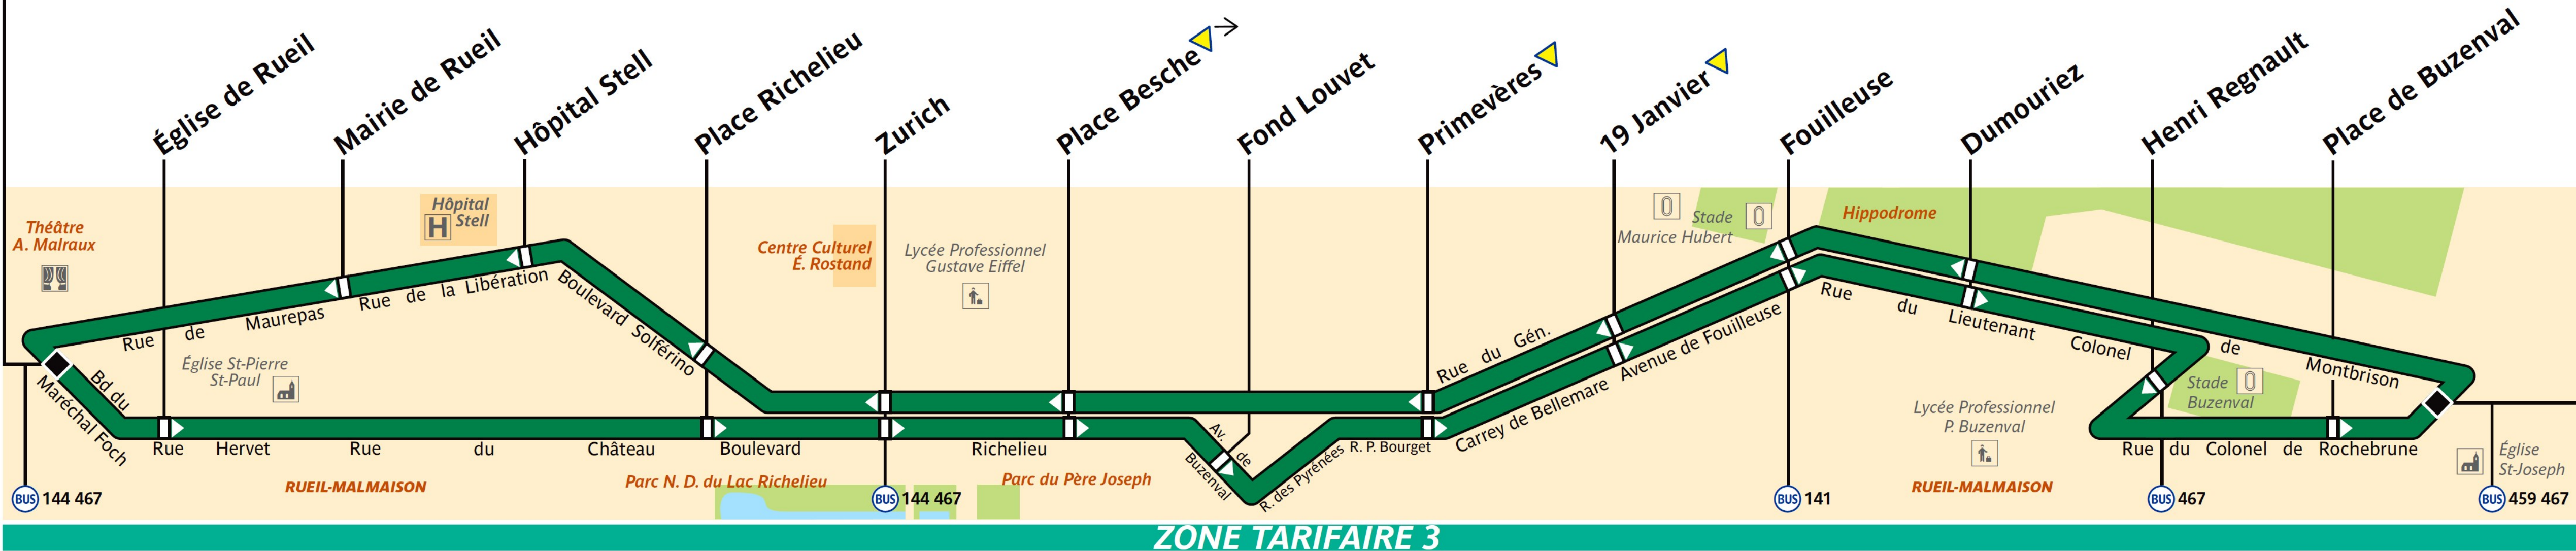 Église de Rueil
Mairie de Rueil
Hôpital Stell
Place Richelieu
Zurich
Place Besche
Fond Louvet
Primevères
19 Janvier
Fouilleuse
Dumouriez
Henri Regnault
Place de Buzenval
Théâtre
A. Malraux
Hôpital
H Stell
Centre Culturel
É. Rostand
Lycée Professionnel
Gustave Eiffel
Stade
Maurice Hubert
Hippodrome
Rue de Maurepas
Rue de la Libération
Boulevard Solférino
Rue du Gén.
Carrey de Bellemare
Avenue de Fouilleuse
Rue du Lieutenant Colonel de Montbrison
Église St-Pierre
St-Paul
Bd du
Maréchal Foch
Rue Hervet
Rue du Château
Boulevard Richelieu
Av. de
Buzenval
R. des Pyrénées
R. P. Bourget
Stade
Buzenval
Lycée Professionnel
P. Buzenval
Rue du Colonel de Rochebrune
Église
St-Joseph
RUEIL-MALMAISON
Parc N. D. du Lac Richelieu
Parc du Père Joseph
RUEIL-MALMAISON
BUS 144 467
BUS 144 467
BUS 141
BUS 467
BUS 459 467
ZONE TARIFAIRE 3